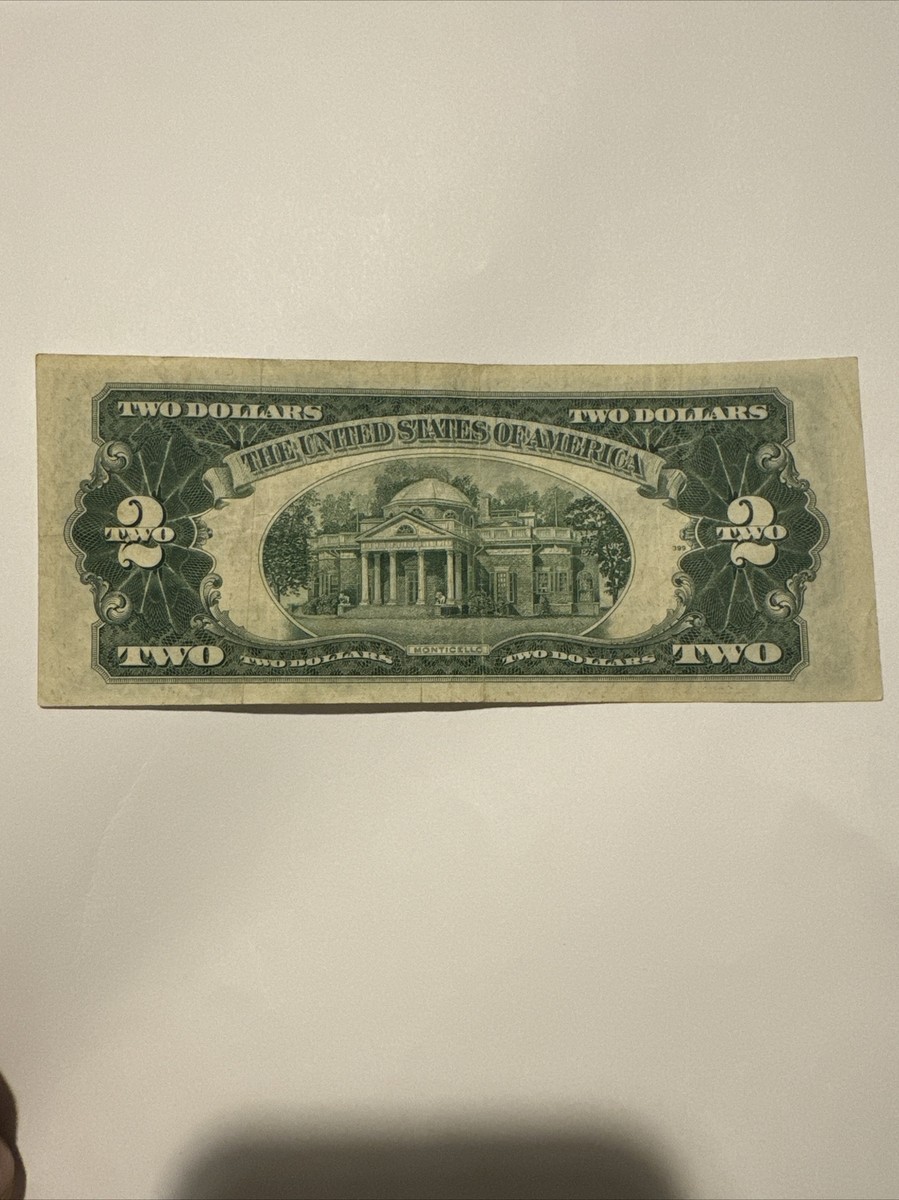 TWO DOLLARS TWO DOLLARS
THE UNITED STATES OF AMERICA
2 2
TWO TWO
TWO TWO DOLLARS MONTICELLO TWO DOLLARS TWO